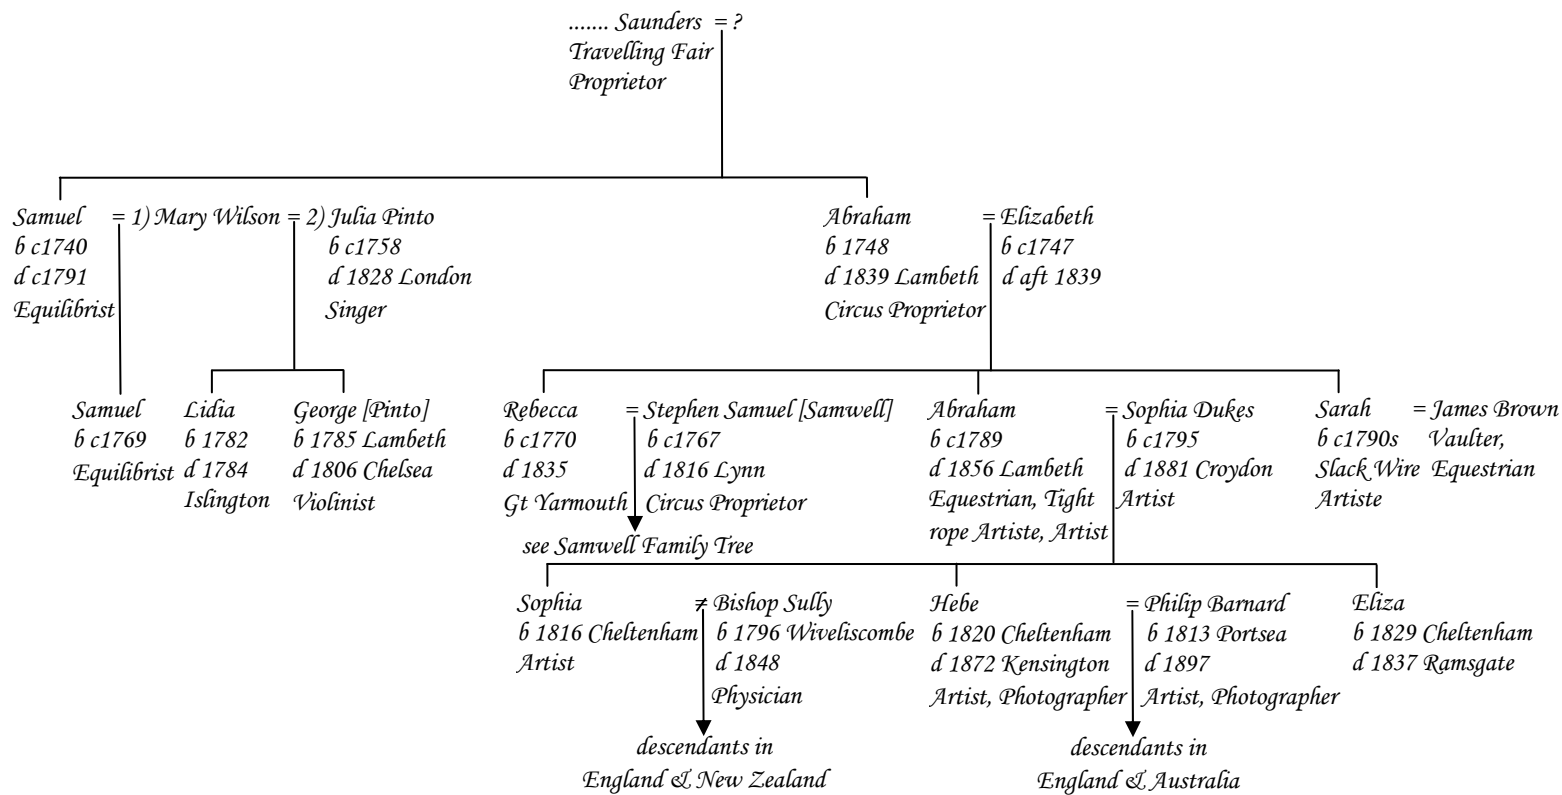 ....... Saunders = ?
Travelling Fair
Proprietor
Samuel = 1) Mary Wilson = 2) Julia Pinto
b c1740
d c1791
Equilibrist
b c1758
d 1828 London
Singer
Abraham = Elizabeth
b 1748
d 1839 Lambeth
Circus Proprietor
b c1747
d aft 1839
Samuel
b c1769
Equilibrist
Lidia
b 1782
d 1784
Islington
George [Pinto]
b 1785 Lambeth
d 1806 Chelsea
Violinist
Rebecca = Stephen Samuel [Samwell]
b c1770
d 1835
Gt Yarmouth
b c1767
d 1816 Lynn
Circus Proprietor
see Samwell Family Tree
Abraham = Sophia Dukes
b c1789
d 1856 Lambeth
Equestrian, Tight
rope Artiste, Artist
b c1795
d 1881 Croydon
Artist
Sarah = James Brown
b c1790s
Slack Wire
Artiste
Vaulter,
Equestrian
Sophia ≠ Bishop Sully
b 1816 Cheltenham
Artist
b 1796 Wiveliscombe
d 1848
Physician
descendants in
England & New Zealand
Hebe = Philip Barnard
b 1820 Cheltenham
d 1872 Kensington
Artist, Photographer
b 1813 Portsea
d 1897
Artist, Photographer
descendants in
England & Australia
Eliza
b 1829 Cheltenham
d 1837 Ramsgate